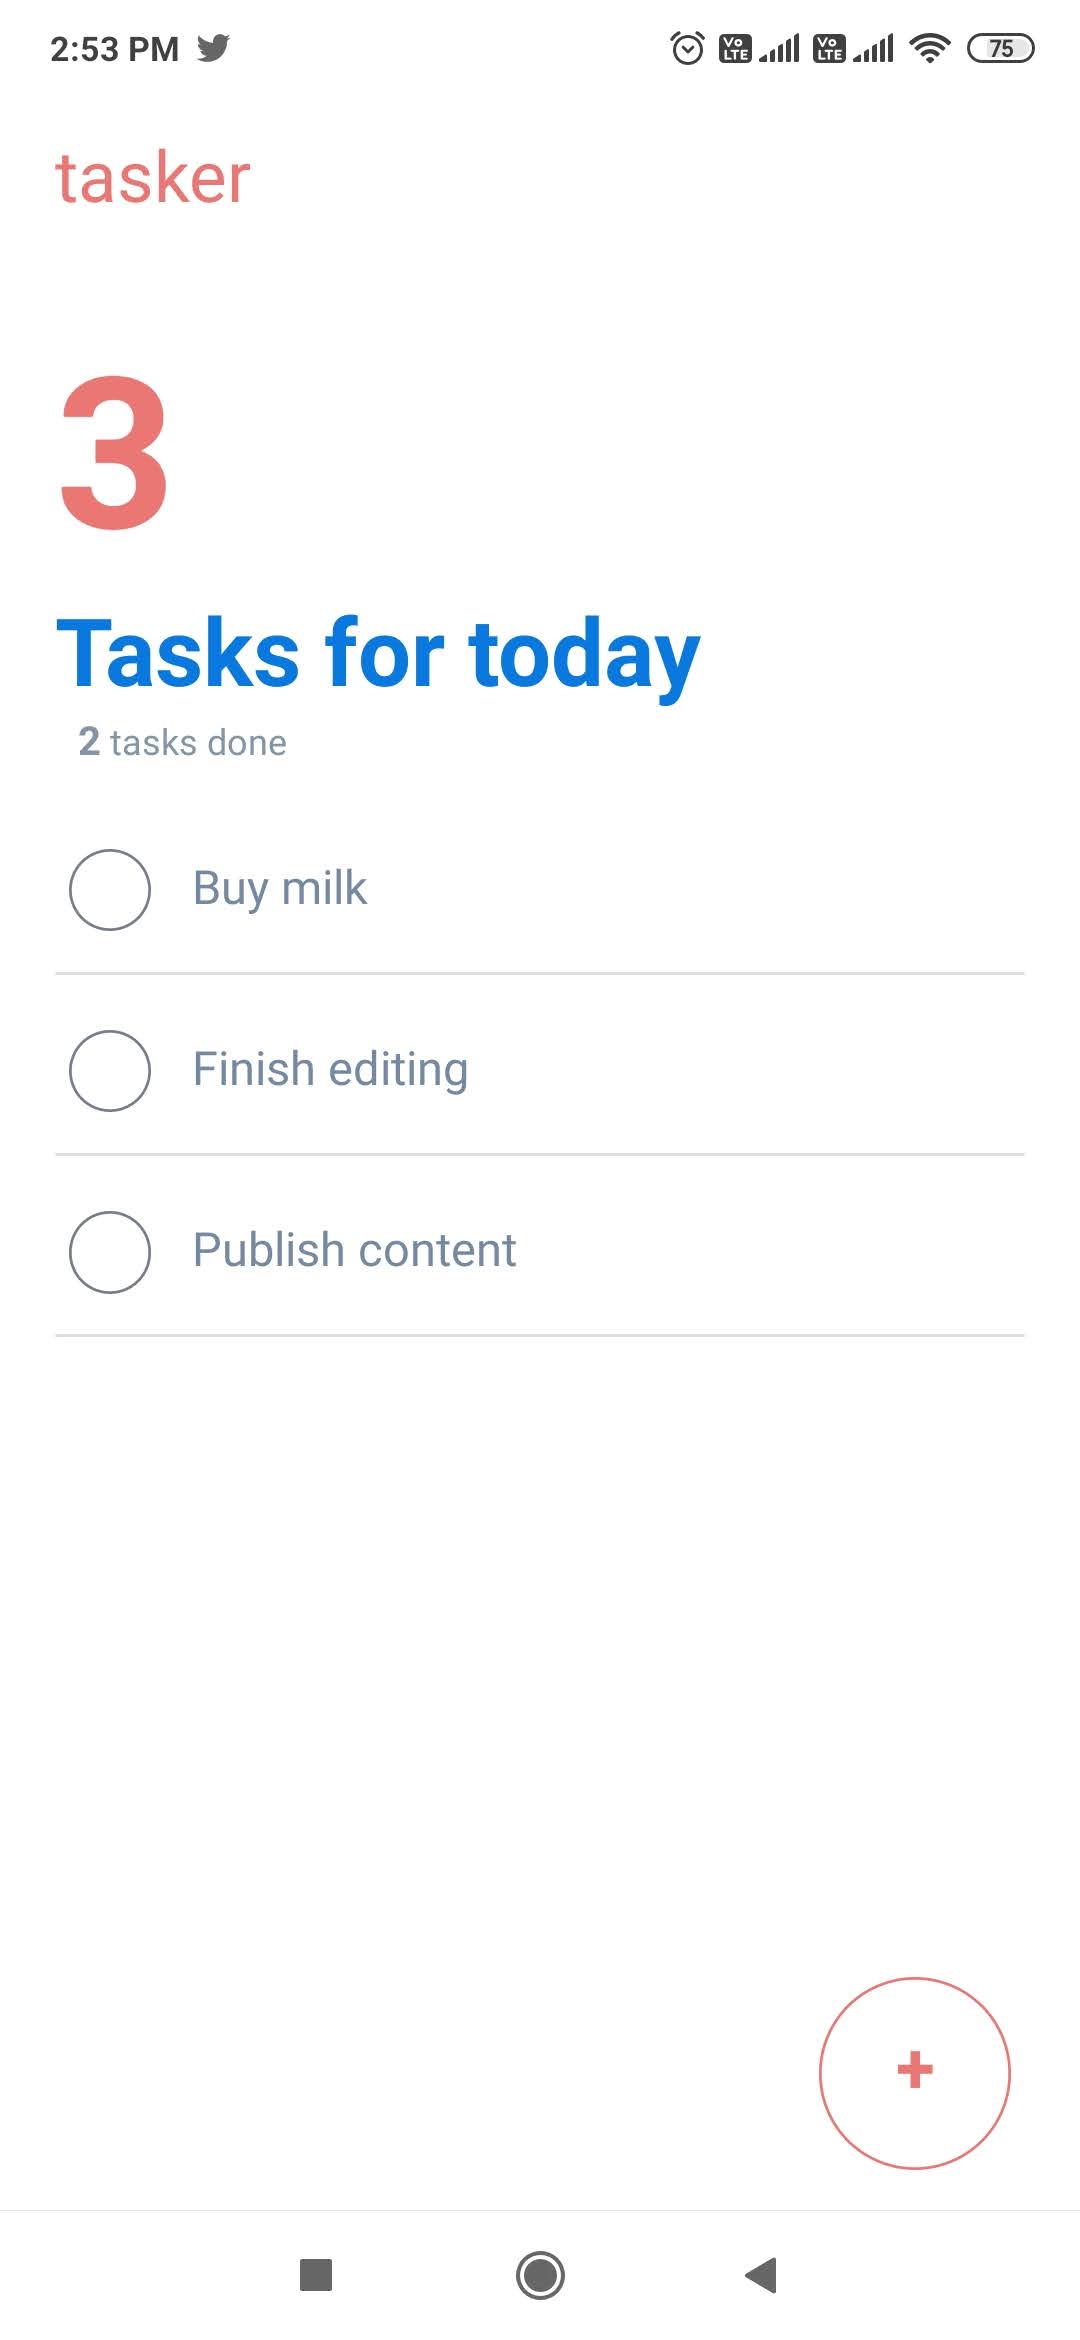 2:53 PM
Vo LTE
Vo LTE
75
tasker
3
Tasks for today
2 tasks done
Buy milk
Finish editing
Publish content
+